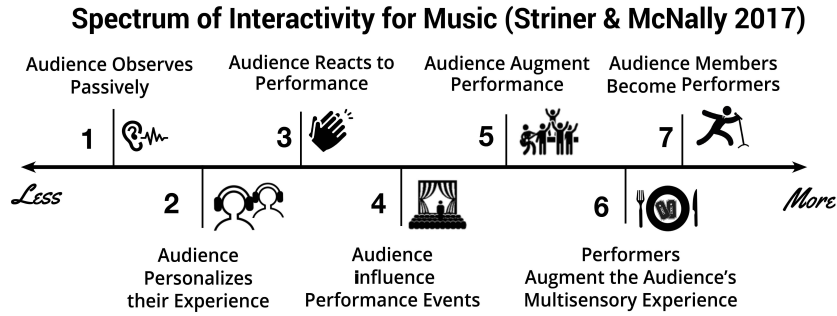 Spectrum of Interactivity for Music (Striner & McNally 2017)
Audience Observes
Passively
Audience Reacts to
Performance
Audience Augment
Performance
Audience Members
Become Performers
1
3
5
7
Less
More
2
4
6
Audience
Personalizes
their Experience
Audience
influence
Performance Events
Performers
Augment the Audience's
Multisensory Experience